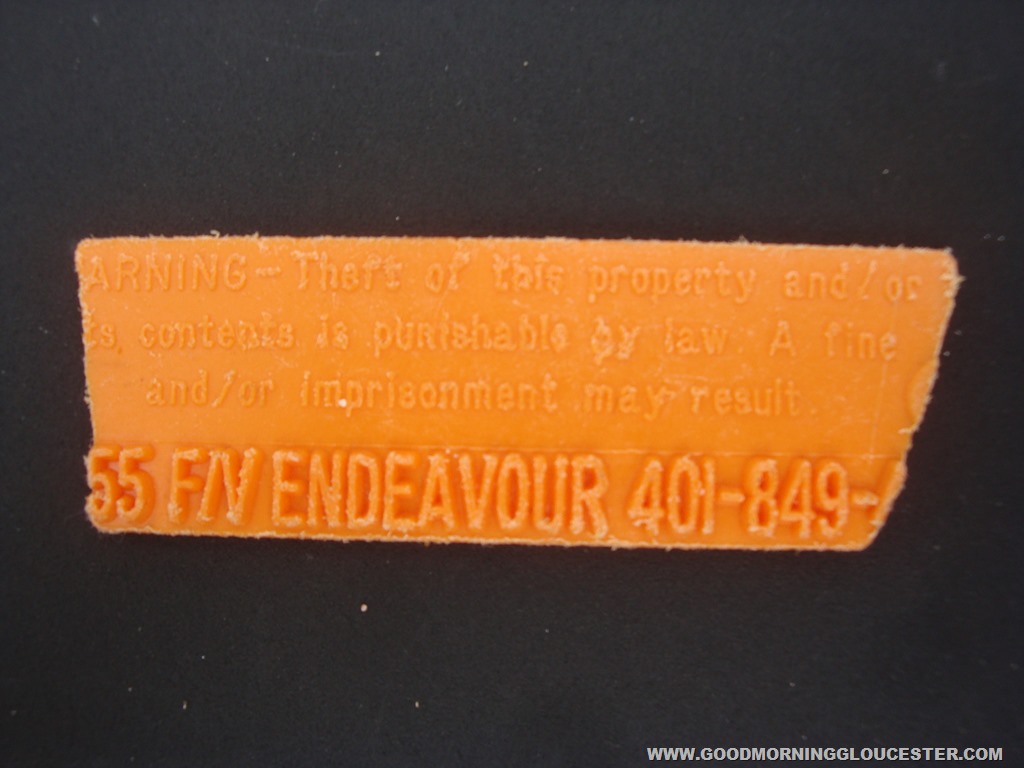 ARNING - Theft of this property and/or
ts contents is punishable by law. A fine
and/or imprisonment may result.
55 F/V ENDEAVOUR 401-849-
WWW.GOODMORNINGGLOUCESTER.COM